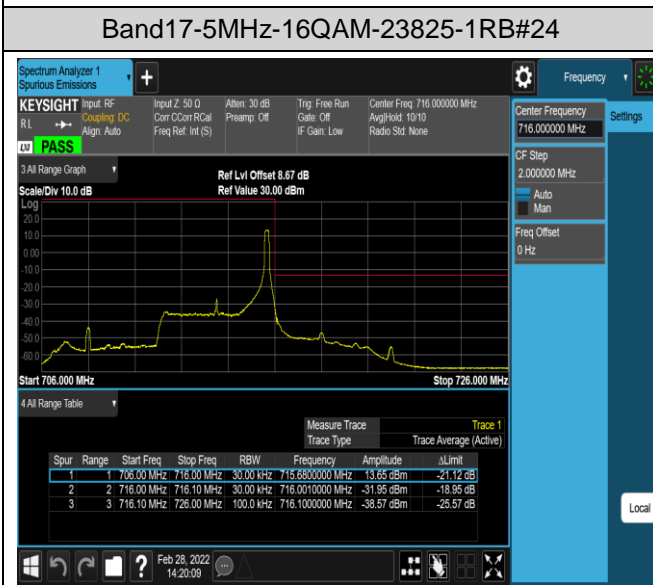 Band17-5MHz-16QAM-23825-1RB#24
Spectrum Analyzer 1
Spurious Emissions
Frequency
KEYSIGHT
RL
PASS
Input: RF
Coupling: DC
Align: Auto
Input Z: 50 Ω
Corr CCorr RCal
Freq Ref: Int (S)
Atten: 30 dB
Preamp: Off
Trig: Free Run
Gate: Off
IF Gain: Low
Center Freq: 716.000000 MHz
Avg|Hold: 10/10
Radio Std: None
Center Frequency
716.000000 MHz
Settings
CF Step
2.000000 MHz
Auto
Man
Freq Offset
0 Hz
3 All Range Graph
Ref Lvl Offset 8.67 dB
Scale/Div 10.0 dB
Ref Value 30.00 dBm
Log
20.0
10.0
0.00
-10.0
-20.0
-30.0
-40.0
-50.0
-60.0
Start 706.000 MHz
Stop 726.000 MHz
4 All Range Table
Measure Trace Trace 1
Trace Type Trace Average (Active)
Spur Range Start Freq Stop Freq RBW Frequency Amplitude ΔLimit
1 1 706.00 MHz 716.00 MHz 30.00 kHz 715.6800000 MHz 13.65 dBm -21.12 dB
2 2 716.00 MHz 716.10 MHz 30.00 kHz 716.0010000 MHz -31.95 dBm -18.95 dB
3 3 716.10 MHz 726.00 MHz 100.0 kHz 716.1000000 MHz -38.57 dBm -25.57 dB
Local
Feb 28, 2022
14:20:09